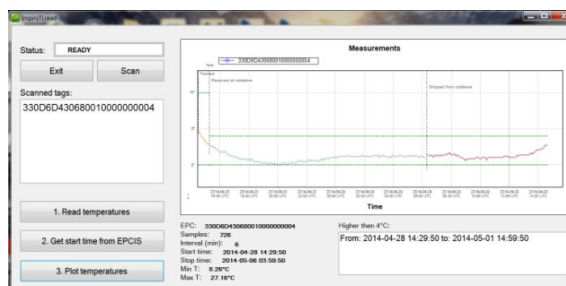 ImpinjTLread
Status: READY
Exit
Scan
Scanned tags:
330D6D430680010000000004
1. Read temperatures
2. Get start time from EPCIS
3. Plot temperatures
Measurements
330D6D430680010000000004
Packed
Received at coldstore
Shipped from coldstore
Time
EPC: 330D6D430680010000000004
Samples: 726
Interval (min): 6
Start time: 2014-04-28 14:29:50
Stop time: 2014-05-06 03:59:50
Min T: 8.26°C
Max T: 27.16°C
Higher then 4°C:
From: 2014-04-28 14:29:50 to: 2014-05-01 14:59:50